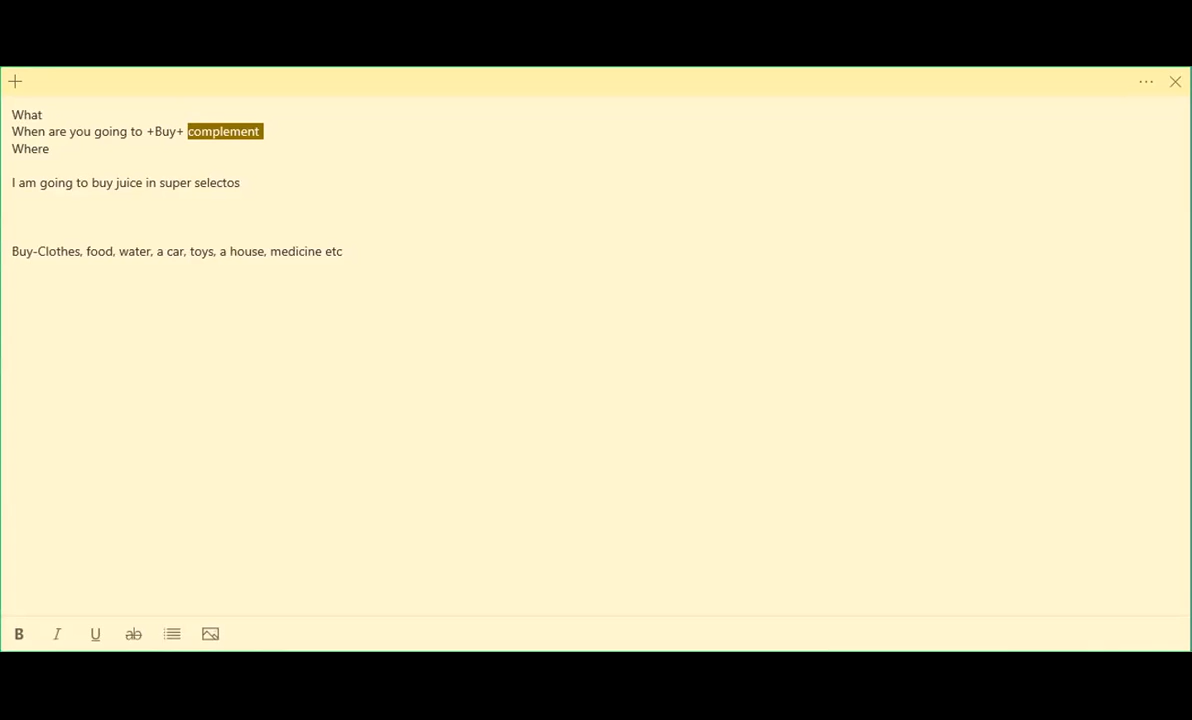 What
When are you going to +Buy+ complement
Where
I am going to buy juice in super selectos
Buy-Clothes, food, water, a car, toys, a house, medicine etc
B I U ab